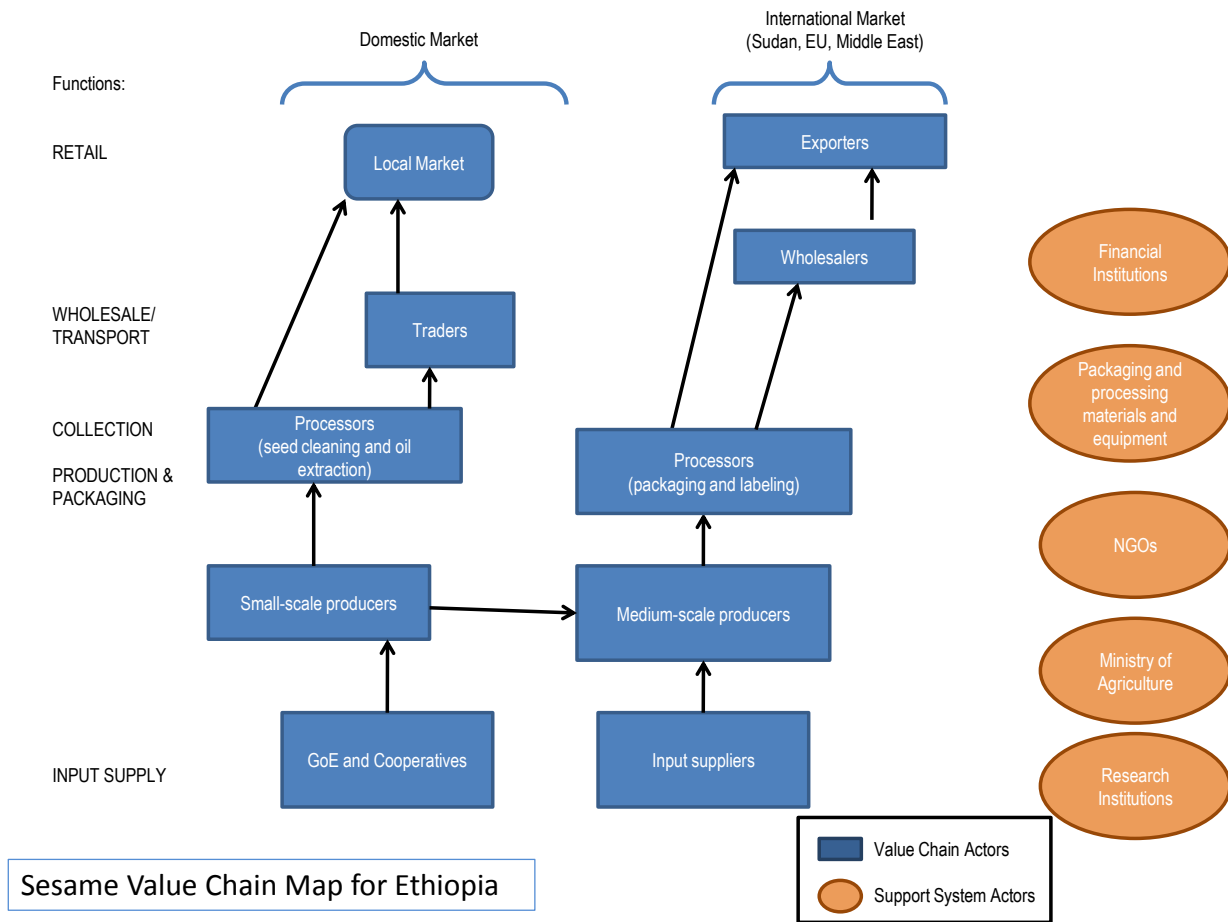 International Market
(Sudan, EU, Middle East)
Domestic Market
Functions:
RETAIL
Local Market
Exporters
Wholesalers
Financial
Institutions
WHOLESALE/
TRANSPORT
Traders
Packaging and
processing
materials and
equipment
COLLECTION
PRODUCTION &
PACKAGING
Processors
(seed cleaning and oil
extraction)
Processors
(packaging and labeling)
NGOs
Small-scale producers
Medium-scale producers
Ministry of
Agriculture
INPUT SUPPLY
GoE and Cooperatives
Input suppliers
Research
Institutions
Value Chain Actors
Support System Actors
Sesame Value Chain Map for Ethiopia